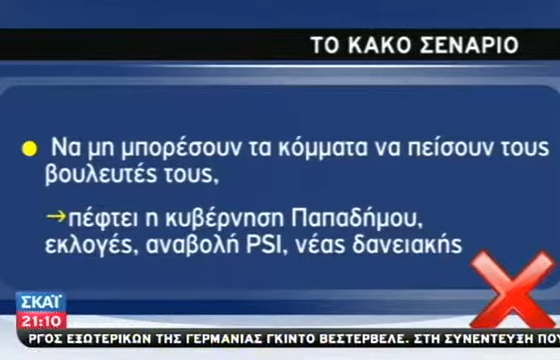 ΤΟ ΚΑΚΟ ΣΕΝΑΡΙΟ
Να μη μπορέσουν τα κόμματα να πείσουν τους
βουλευτές τους,
→πέφτει η κυβέρνηση Παπαδήμου,
εκλογές, αναβολή PSI, νέας δανειακής
ΣΚΑΪ
21:10
ΡΓΟΣ ΕΞΩΤΕΡΙΚΩΝ ΤΗΣ ΓΕΡΜΑΝΙΑΣ ΓΚΙΝΤΟ ΒΕΣΤΕΡΒΕΛΕ. ΣΤΗ ΣΥΝΕΝΤΕΥΞΗ ΠΟ